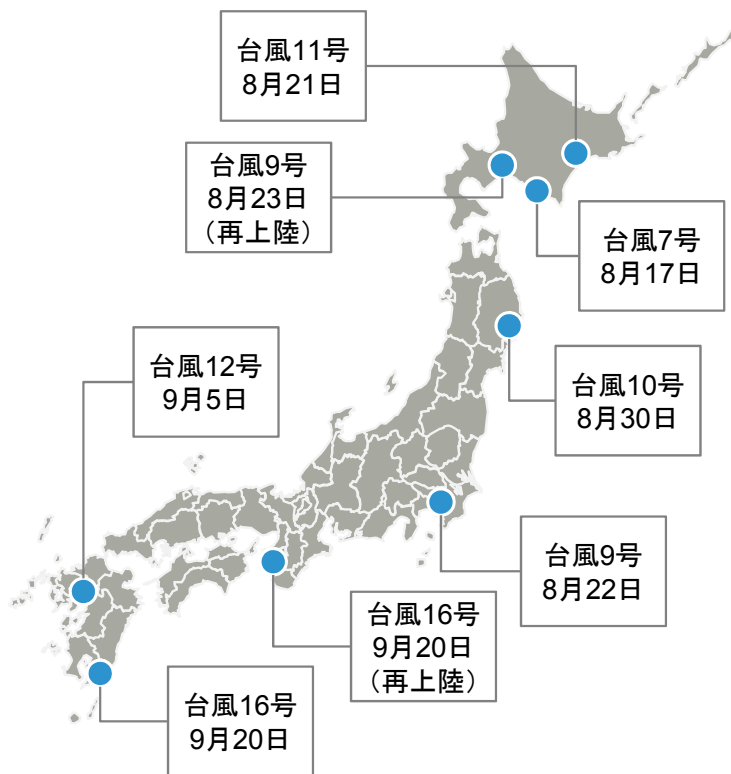 台風11号
8月21日
台風9号
8月23日
（再上陸）
台風7号
8月17日
台風12号
9月5日
台風10号
8月30日
台風9号
8月22日
台風16号
9月20日
（再上陸）
台風16号
9月20日